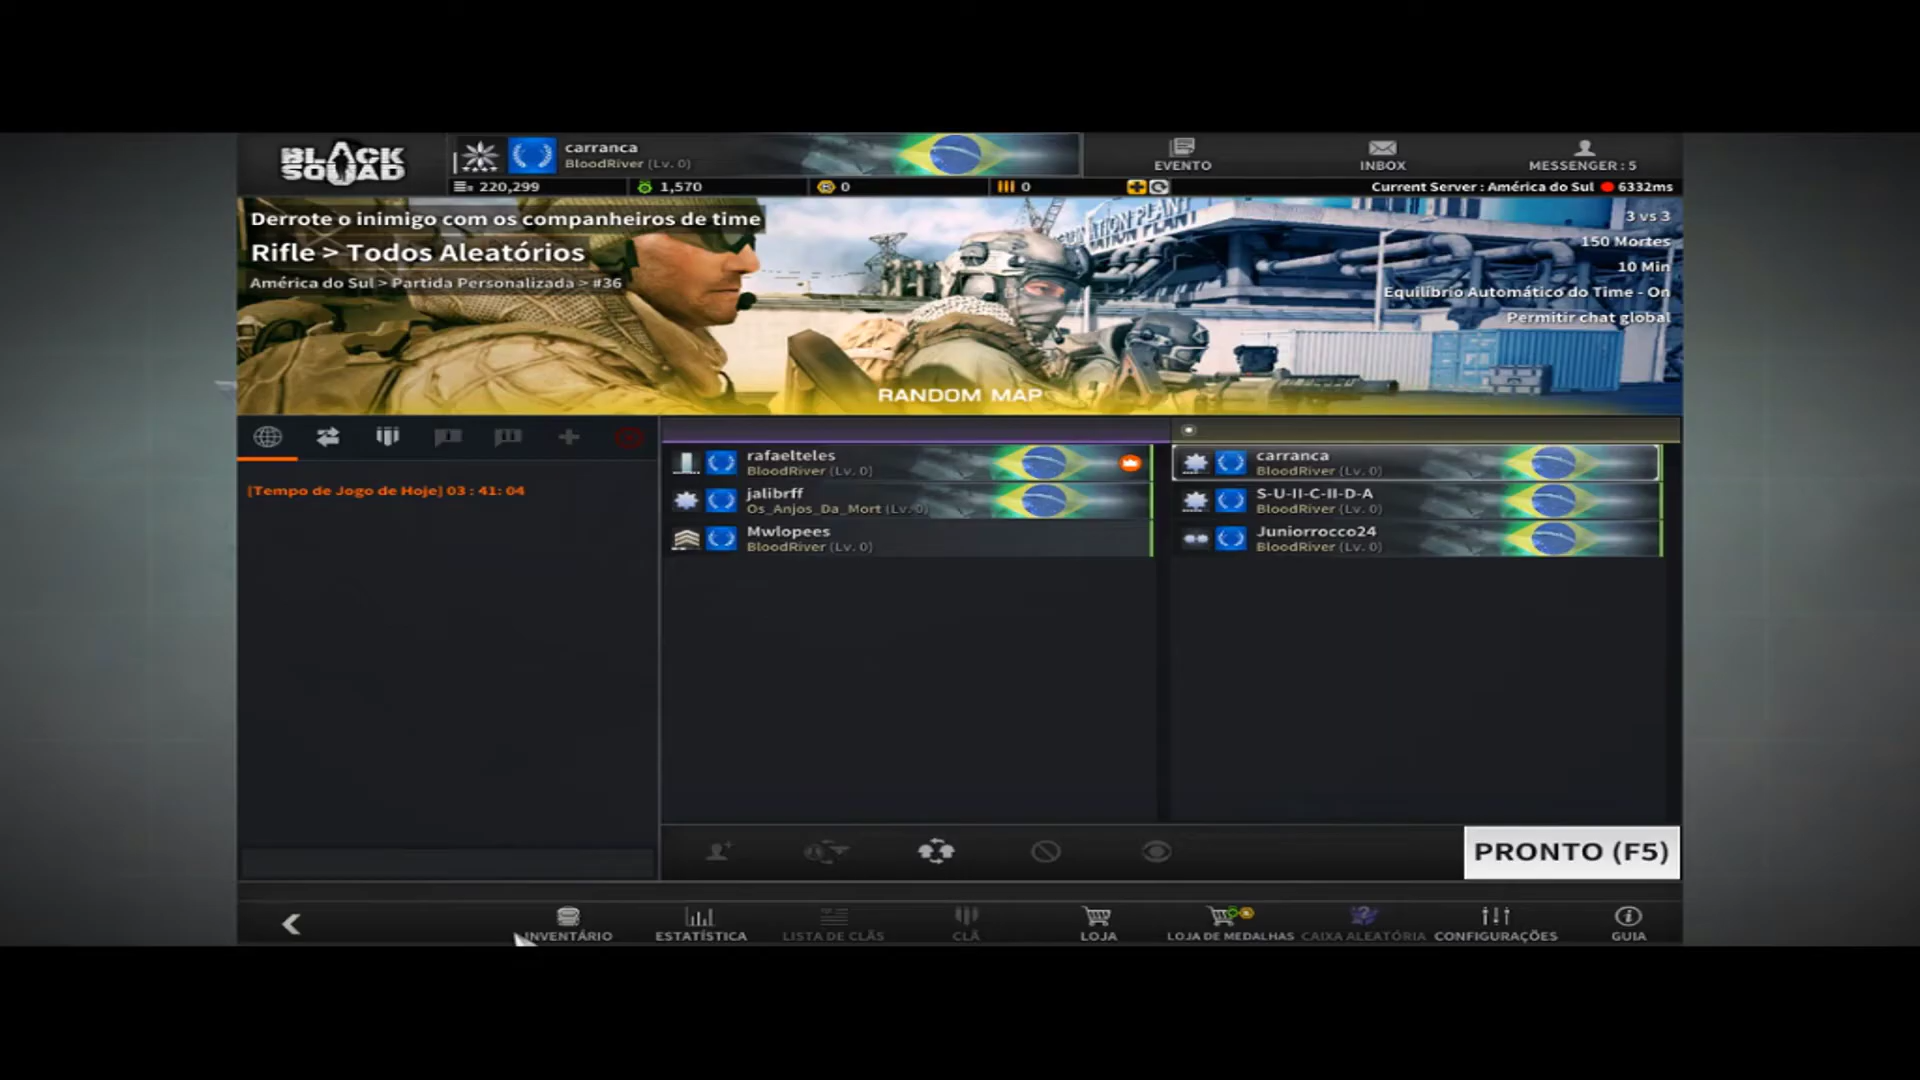 BLACK
SQUAD
carranca
BloodRiver (Lv. 0)
220,299
1,570
0
0
EVENTO
INBOX
MESSENGER : 5
Current Server : América do Sul 6332ms
Derrote o inimigo com os companheiros de time
Rifle > Todos Aleatórios
América do Sul > Partida Personalizada > #36
3 vs 3
150 Mortes
10 Min
Equilíbrio Automático do Time - On
Permitir chat global
RANDOM MAP
[Tempo de Jogo de Hoje] 03 : 41: 04
rafaelteles
BloodRiver (Lv. 0)
jalibrff
Os_Anjos_Da_Mort (Lv. 0)
Mwlopees
BloodRiver (Lv. 0)
carranca
BloodRiver (Lv. 0)
S-U-II-C-II-D-A
BloodRiver (Lv. 0)
Juniorrocco24
BloodRiver (Lv. 0)
PRONTO (F5)
INVENTÁRIO
ESTATÍSTICA
LISTA DE CLÃS
CLÃ
LOJA
LOJA DE MEDALHAS
CAIXA ALEATÓRIA
CONFIGURAÇÕES
GUIA